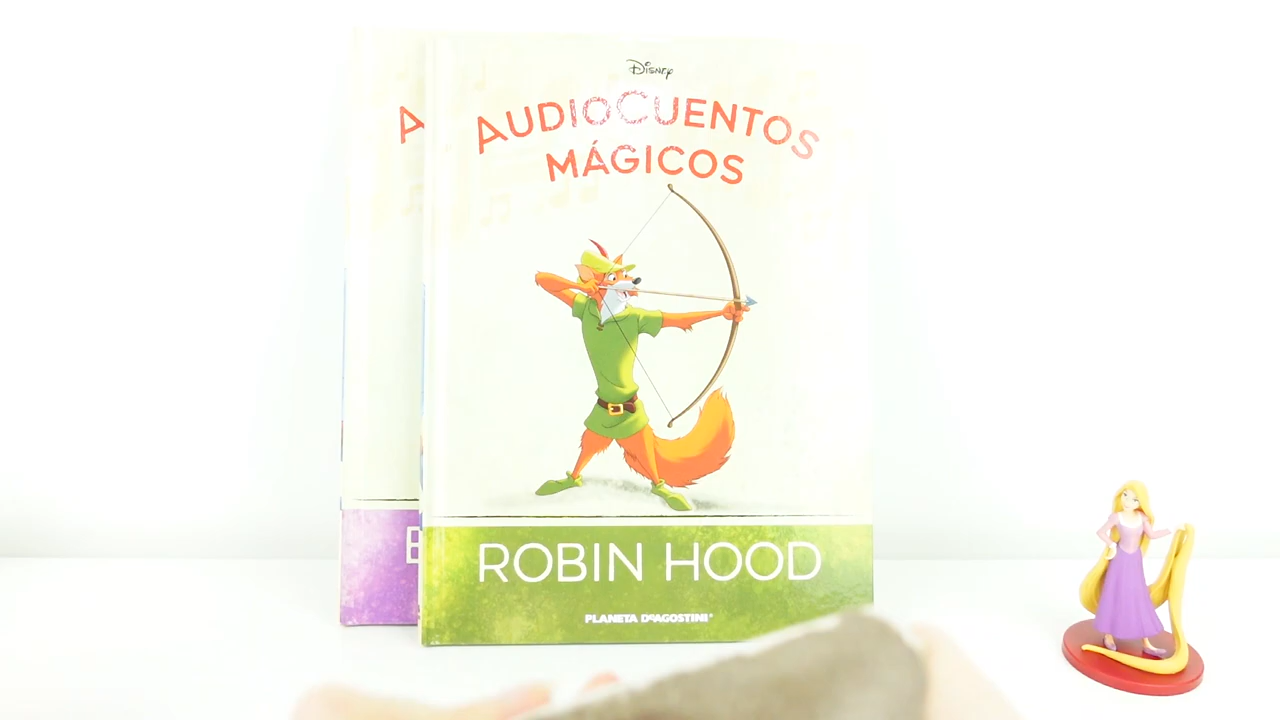 Disney
AUDIOCUENTOS
MÁGICOS
ROBIN HOOD
PLANETA DEAGOSTINI
A
E